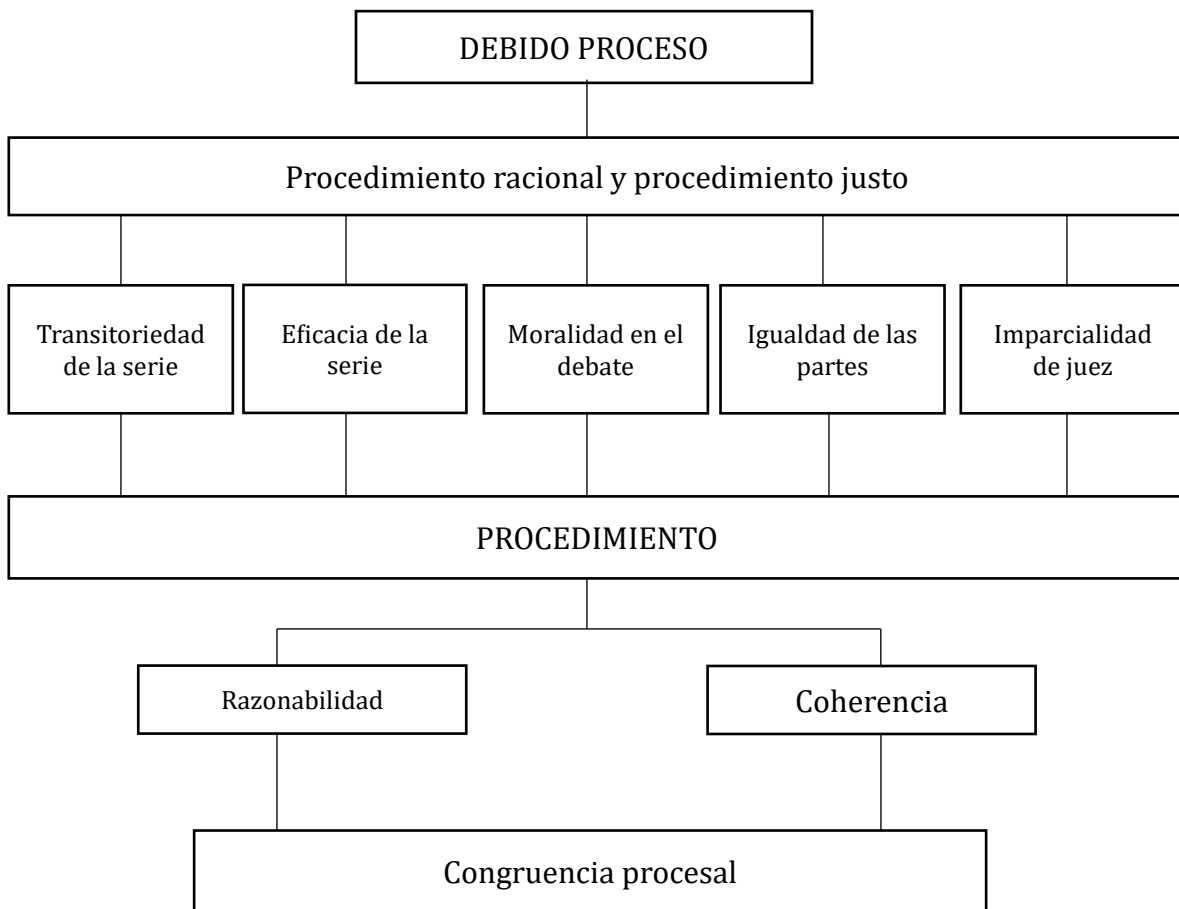 DEBIDO PROCESO
Procedimiento racional y procedimiento justo
Transitoriedad
de la serie
Eficacia de la
serie
Moralidad en el
debate
Igualdad de las
partes
Imparcialidad
de juez
PROCEDIMIENTO
Razonabilidad
Coherencia
Congruencia procesal